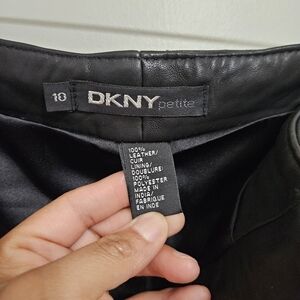 10
DKNY petite
100%
LEATHER/
CUIR
LINING/
DOUBLURE:
100%
POLYESTER
MADE IN
INDIA/
FABRIQUE
EN INDE